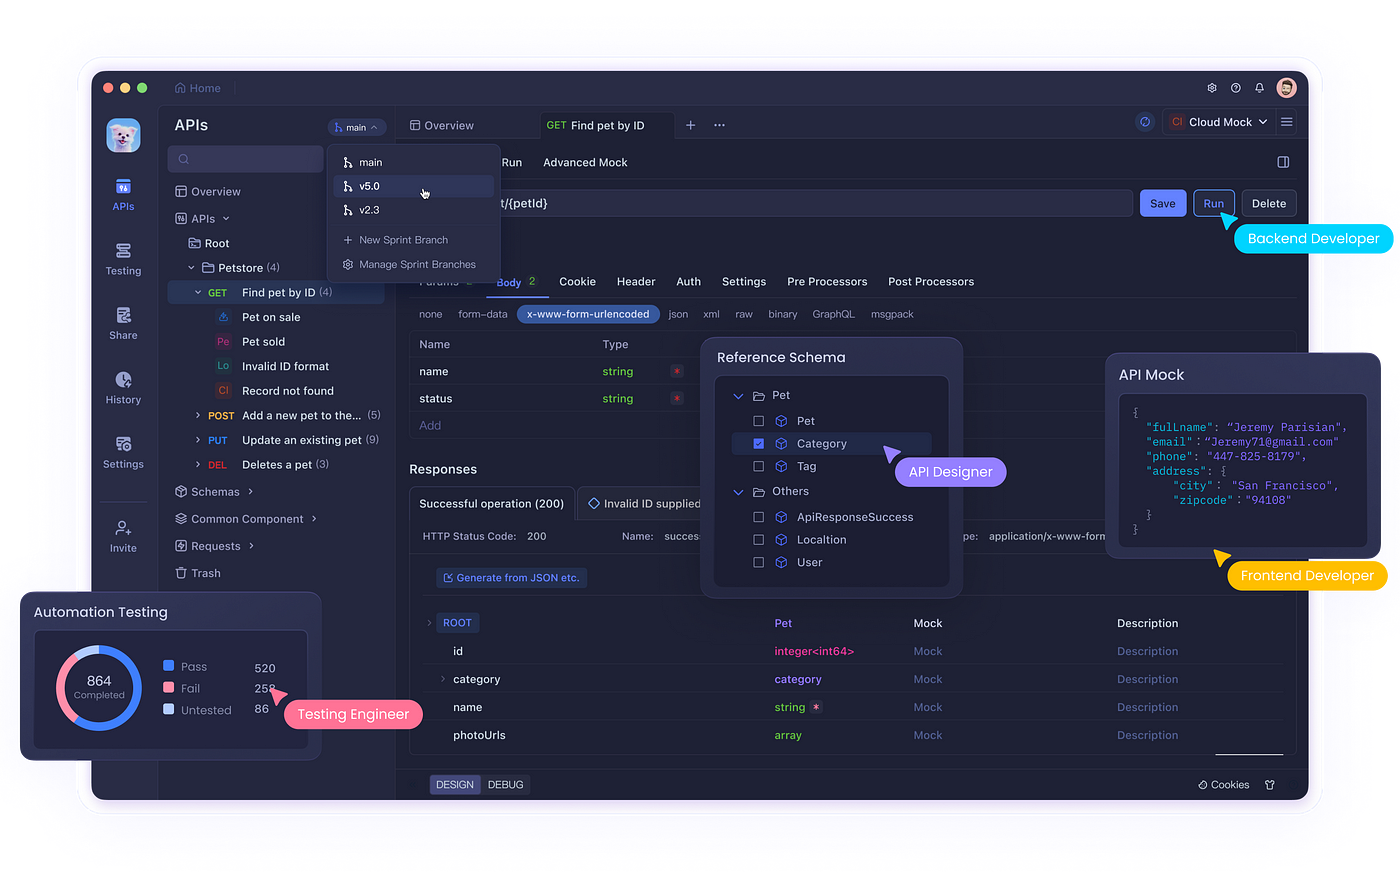 Home
APIs
main
Overview
GET Find pet by ID
Cloud Mock
main
v5.0
v2.3
New Sprint Branch
Manage Sprint Branches
Run
Advanced Mock
t/{petId}
Save
Run
Delete
Backend Developer
APIs
Testing
Share
History
Settings
Invite
Overview
APIs
Root
Petstore (4)
GET Find pet by ID (4)
Pet on sale
Pe Pet sold
Lo Invalid ID format
CI Record not found
POST Add a new pet to the... (5)
PUT Update an existing pet (9)
DEL Deletes a pet (3)
Schemas
Common Component
Requests
Trash
Body 2
Cookie
Header
Auth
Settings
Pre Processors
Post Processors
none
form-data
x-www-form-urlencoded
json
xml
raw
binary
GraphQL
msgpack
Name Type
name string *
status string *
Add
Responses
Successful operation (200)
Invalid ID supplied
HTTP Status Code: 200
Name:
application/x-www-form
Generate from JSON etc.
ROOT Pet Mock Description
id integer<int64> Mock Description
category category Mock Description
name string * Mock Description
photoUrls array Mock Description
DESIGN
DEBUG
Cookies
Reference Schema
Pet
Pet
Category
Tag
Others
ApiResponseSuccess
Localtion
User
API Designer
API Mock
{
"fulLname": “Jeremy Parisian",
"email":“Jeremy71@gmail.com"
"phone": "447-825-8179",
"address": {
"city": "San Francisco",
"zipcode":"94108"
}
}
Frontend Developer
Automation Testing
864
Completed
Pass 520
Fail 258
Untested 86
Testing Engineer